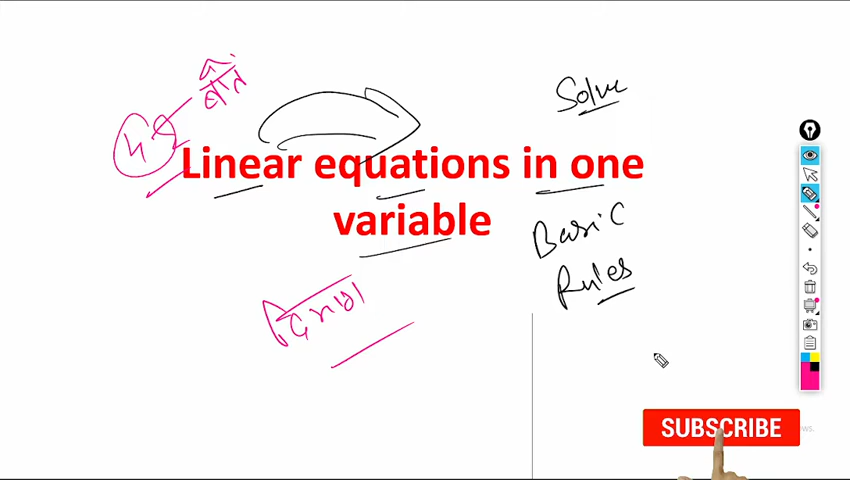 Solve
Linear equations in one
variable
Basic
Rules
SUBSCRIBE